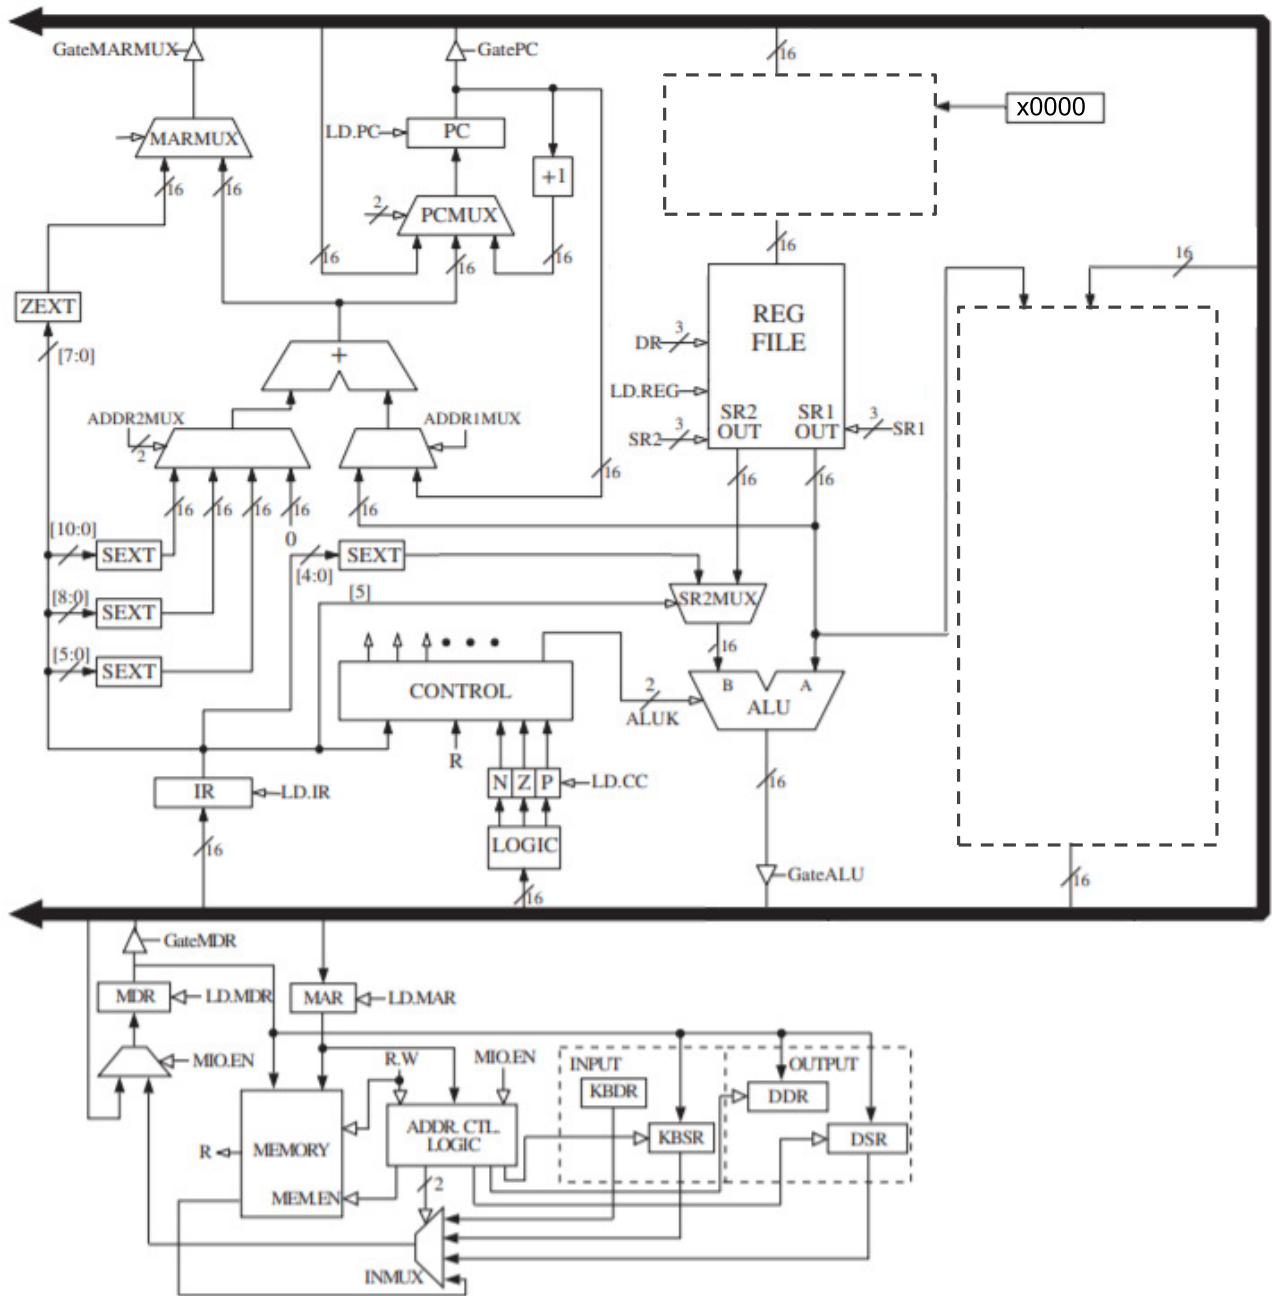 GateMARMUX
GatePC
16
x0000
MARMUX
LD.PC
PC
+1
16
16
2
PCMUX
16
16
16
16
16
ZEXT
[7:0]
REG
FILE
DR
3
LD.REG
SR2
OUT
SR1
OUT
SR2
3
3
SR1
+
ADDR2MUX
2
ADDR1MUX
16
16
16
16
16
16
16
16
0
[10:0]
SEXT
[4:0]
SEXT
[8:0]
SEXT
[5]
SR2MUX
[5:0]
SEXT
16
CONTROL
2
ALUK
B
A
ALU
R
IR
LD.IR
N Z P
LD.CC
16
16
LOGIC
16
GateALU
16
GateMDR
MDR
LD.MDR
MAR
LD.MAR
MIO.EN
R.W
MIO.EN
INPUT
OUTPUT
KBDR
DDR
ADDR. CTL.
LOGIC
KBSR
DSR
R
MEMORY
MEM.EN
2
INMUX